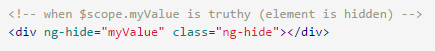 <!-- when $scope.myValue is truthy (element is hidden) -->
<div ng-hide="myValue" class="ng-hide"></div>